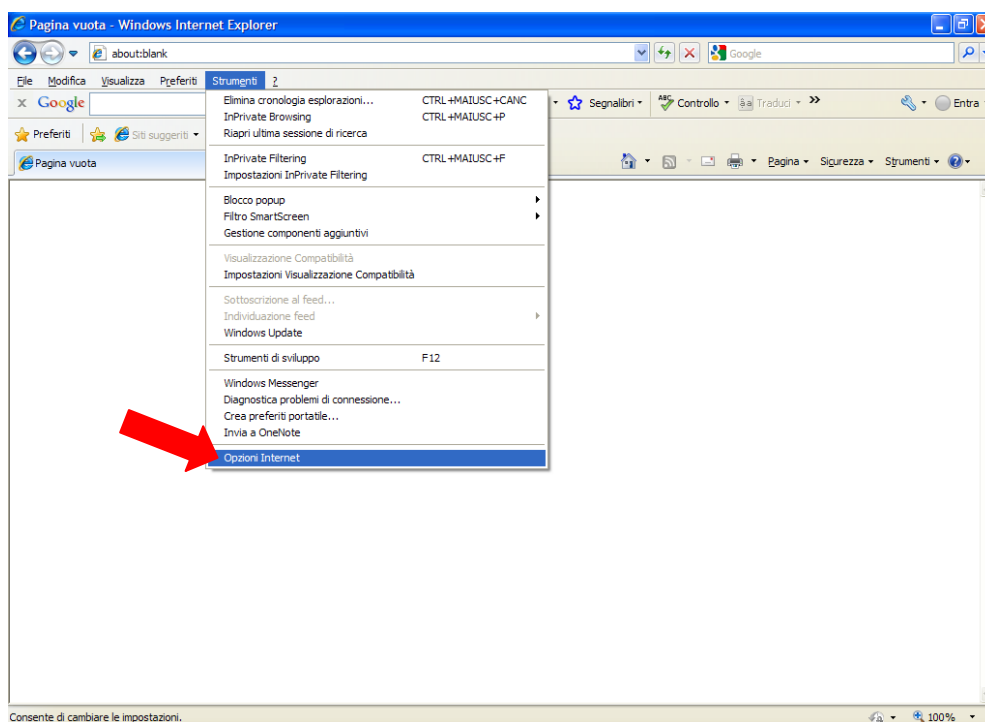 Pagina vuota - Windows Internet Explorer
about:blank
Google
File Modifica Visualizza Preferiti Strumenti ?
x Google
Segnalibri ABC Controllo Traduci » Entra
Preferiti Siti suggeriti
Pagina vuota
Pagina Sicurezza Strumenti
Elimina cronologia esplorazioni... CTRL+MAIUSC+CANC
InPrivate Browsing CTRL+MAIUSC+P
Riapri ultima sessione di ricerca
InPrivate Filtering CTRL+MAIUSC+F
Impostazioni InPrivate Filtering
Blocco popup
Filtro SmartScreen
Gestione componenti aggiuntivi
Visualizzazione Compatibilità
Impostazioni Visualizzazione Compatibilità
Sottoscrizione al feed...
Individuazione feed
Windows Update
Strumenti di sviluppo F12
Windows Messenger
Diagnostica problemi di connessione...
Crea preferiti portatile...
Invia a OneNote
Opzioni Internet
Consente di cambiare le impostazioni.
100%